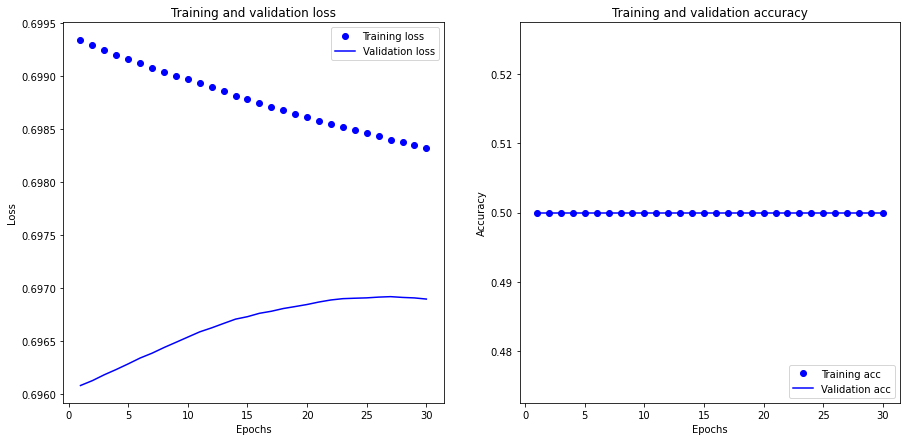 Training and validation loss
Training loss
Validation loss
0.6995
0.6990
0.6985
0.6980
0.6975
0.6970
0.6965
0.6960
Loss
0 5 10 15 20 25 30
Epochs
Training and validation accuracy
0.52
0.51
0.50
0.49
0.48
Accuracy
Training acc
Validation acc
0 5 10 15 20 25 30
Epochs